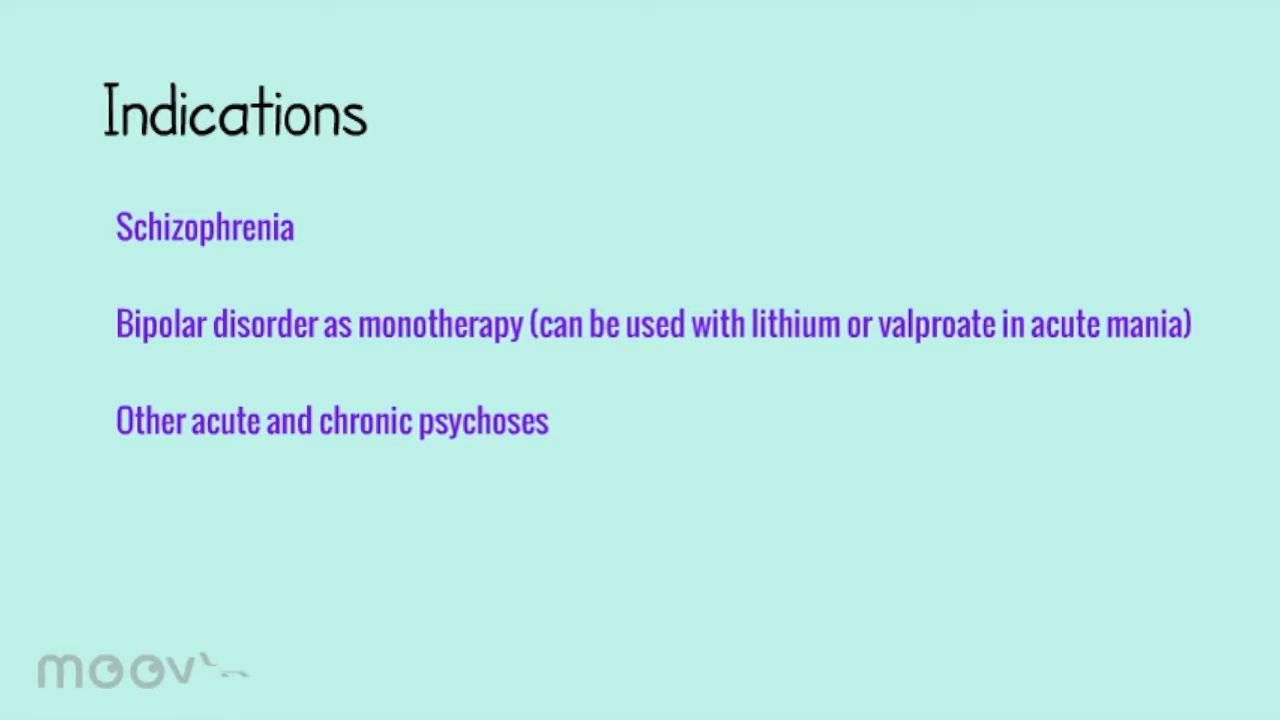 Indications
Schizophrenia
Bipolar disorder as monotherapy (can be used with lithium or valproate in acute mania)
Other acute and chronic psychoses
moov